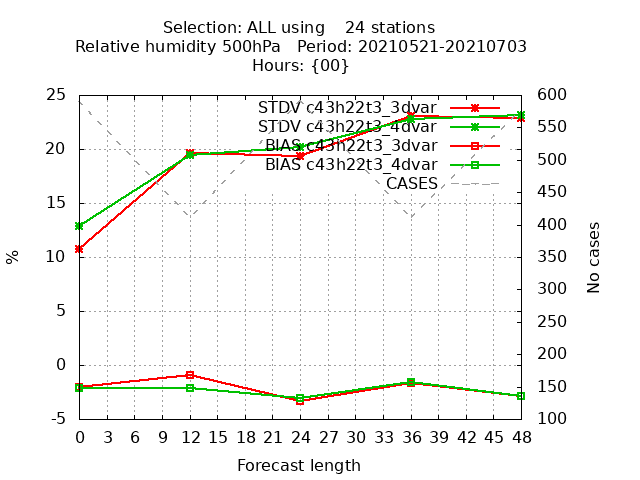 Selection: ALL using    24 stations
Relative humidity 500hPa   Period: 20210521-20210703
Hours: {00}
STDV c43h22t3_3dvar
STDV c43h22t3_4dvar
BIAS c43h22t3_3dvar
BIAS c43h22t3_4dvar
CASES
25
20
15
10
5
0
-5
%
600
550
500
450
400
350
300
250
200
150
100
No cases
0 3 6 9 12 15 18 21 24 27 30 33 36 39 42 45 48
Forecast length